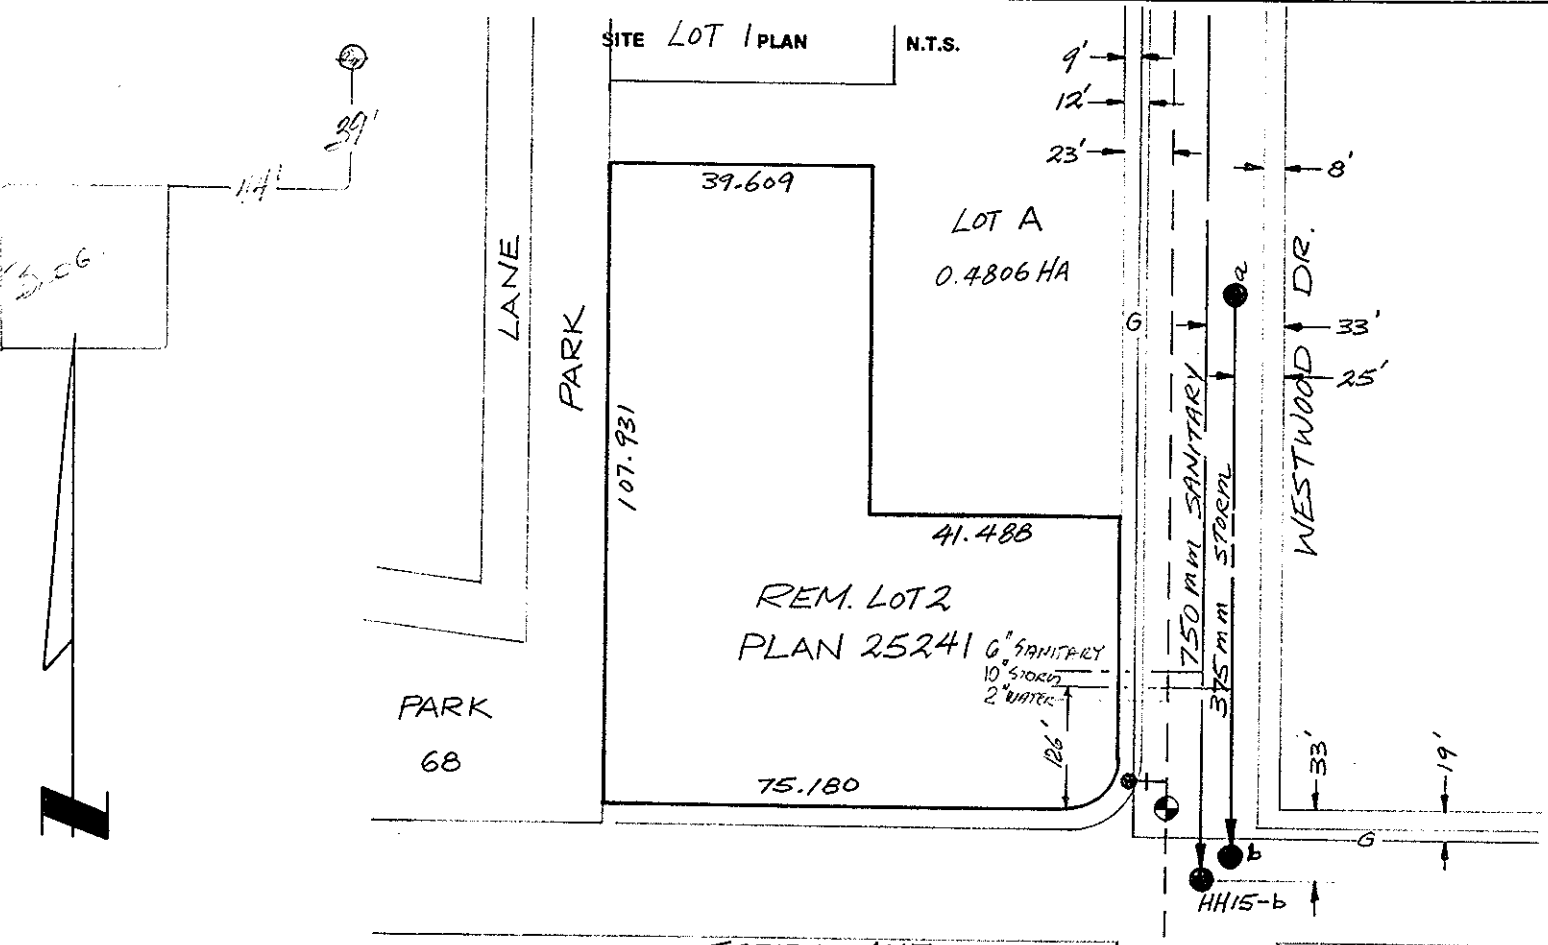 SITE LOT 1 PLAN N.T.S.
9'
12'
23'
8'
39'
44'
39.609
LOT A
0.4806 HA
LANE
PARK
107.931
G
a
WESTWOOD DR.
33'
25'
750 mm SANITARY
375 mm STORM
41.488
REM. LOT 2
PLAN 25241
6" SANITARY
10" STORM
2" WATER
126'
PARK
68
75.180
33'
19'
G
b
HH15-b